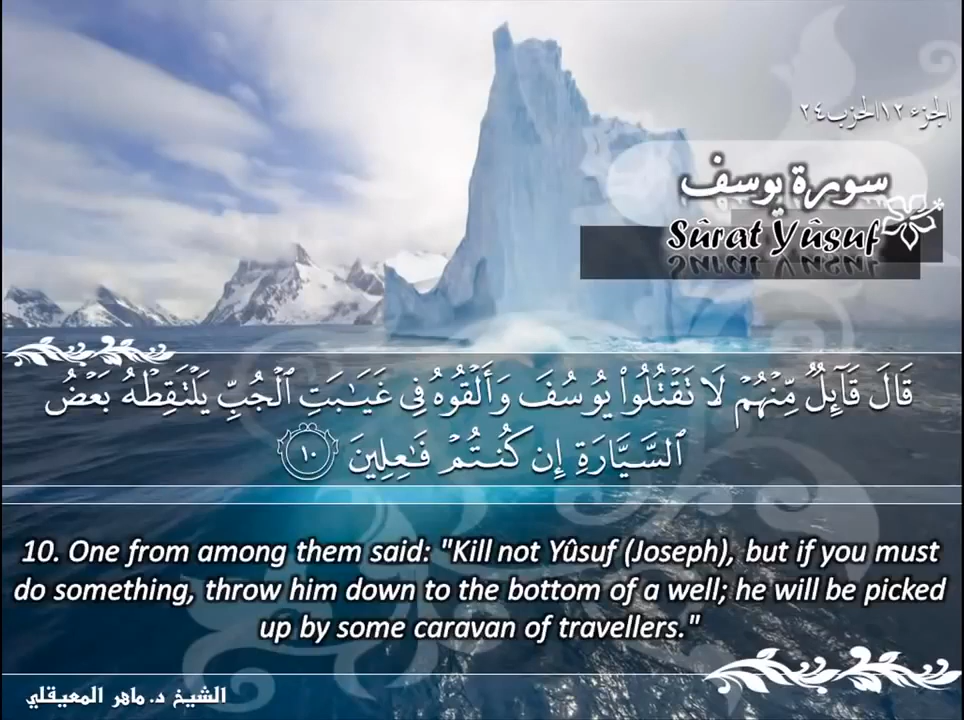 الجزء ١٢ الحزب ٢٤
سورة يوسف
Sûrat Yûsuf
قَالَ قَآئِلٌ مِّنْهُمْ لَا تَقْتُلُوا۟ يُوسُفَ وَأَلْقُوهُ فِى غَيَـٰبَتِ ٱلْجُبِّ يَلْتَقِطْهُ بَعْضُ
ٱلسَّيَّارَةِ إِن كُنتُمْ فَـٰعِلِينَ ١٠
10. One from among them said: "Kill not Yûsuf (Joseph), but if you must
do something, throw him down to the bottom of a well; he will be picked
up by some caravan of travellers."
الشيخ د. ماهر المعيقلي